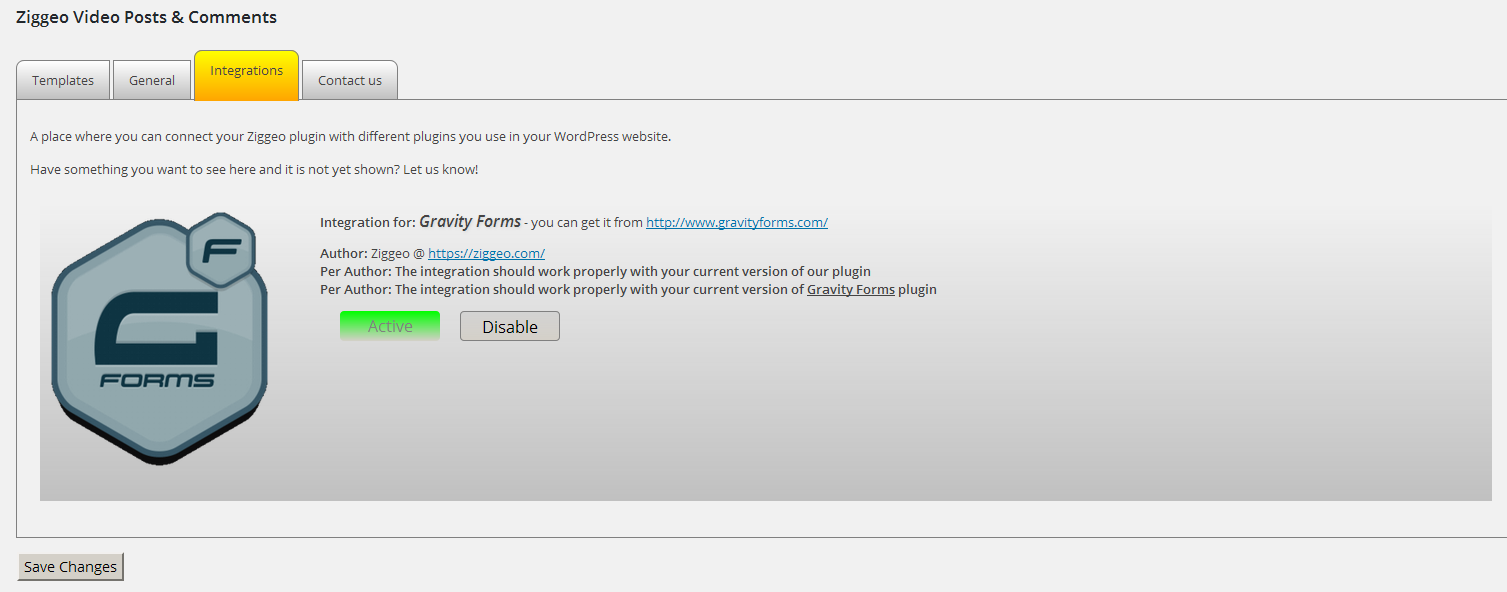 Ziggeo Video Posts & Comments
Templates General Integrations Contact us
A place where you can connect your Ziggeo plugin with different plugins you use in your WordPress website.
Have something you want to see here and it is not yet shown? Let us know!
F
G
FORMS
Integration for: Gravity Forms - you can get it from http://www.gravityforms.com/
Author: Ziggeo @ https://ziggeo.com/
Per Author: The integration should work properly with your current version of our plugin
Per Author: The integration should work properly with your current version of Gravity Forms plugin
Active Disable
Save Changes